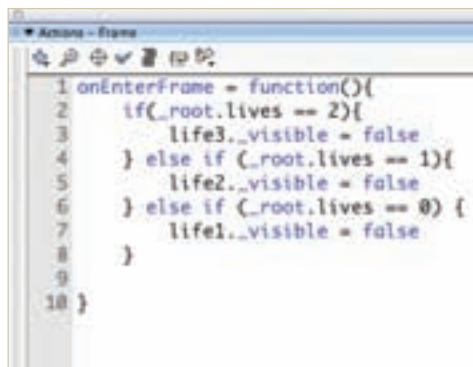 Actions - Frame
1 onEnterFrame = function(){
2 if(_root.lives == 2){
3 life3._visible = false
4 } else if (_root.lives == 1){
5 life2._visible = false
6 } else if (_root.lives == 0) {
7 life1._visible = false
8 }
9
10 }